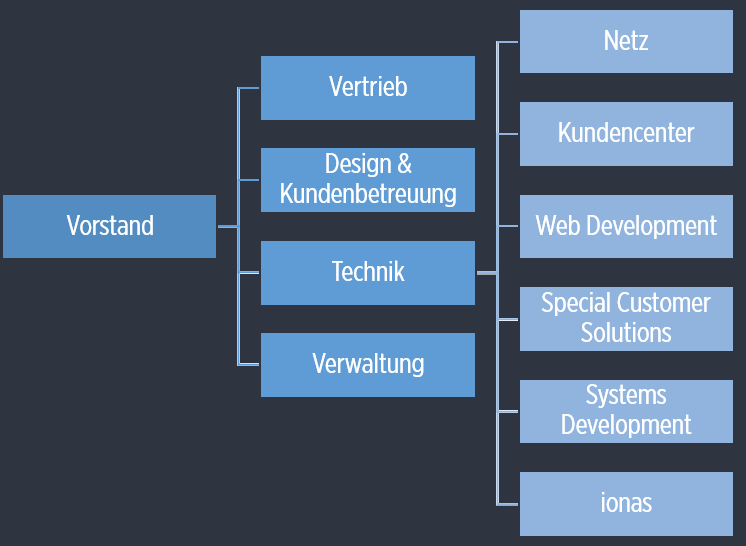 Vorstand
Vertrieb
Design &
Kundenbetreuung
Technik
Verwaltung
Netz
Kundencenter
Web Development
Special Customer
Solutions
Systems
Development
ionas